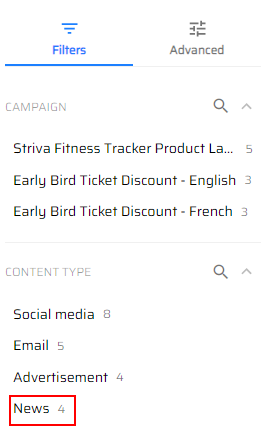 Filters Advanced
CAMPAIGN
Striva Fitness Tracker Product La... 5
Early Bird Ticket Discount - English 3
Early Bird Ticket Discount - French 3
CONTENT TYPE
Social media 8
Email 5
Advertisement 4
News 4